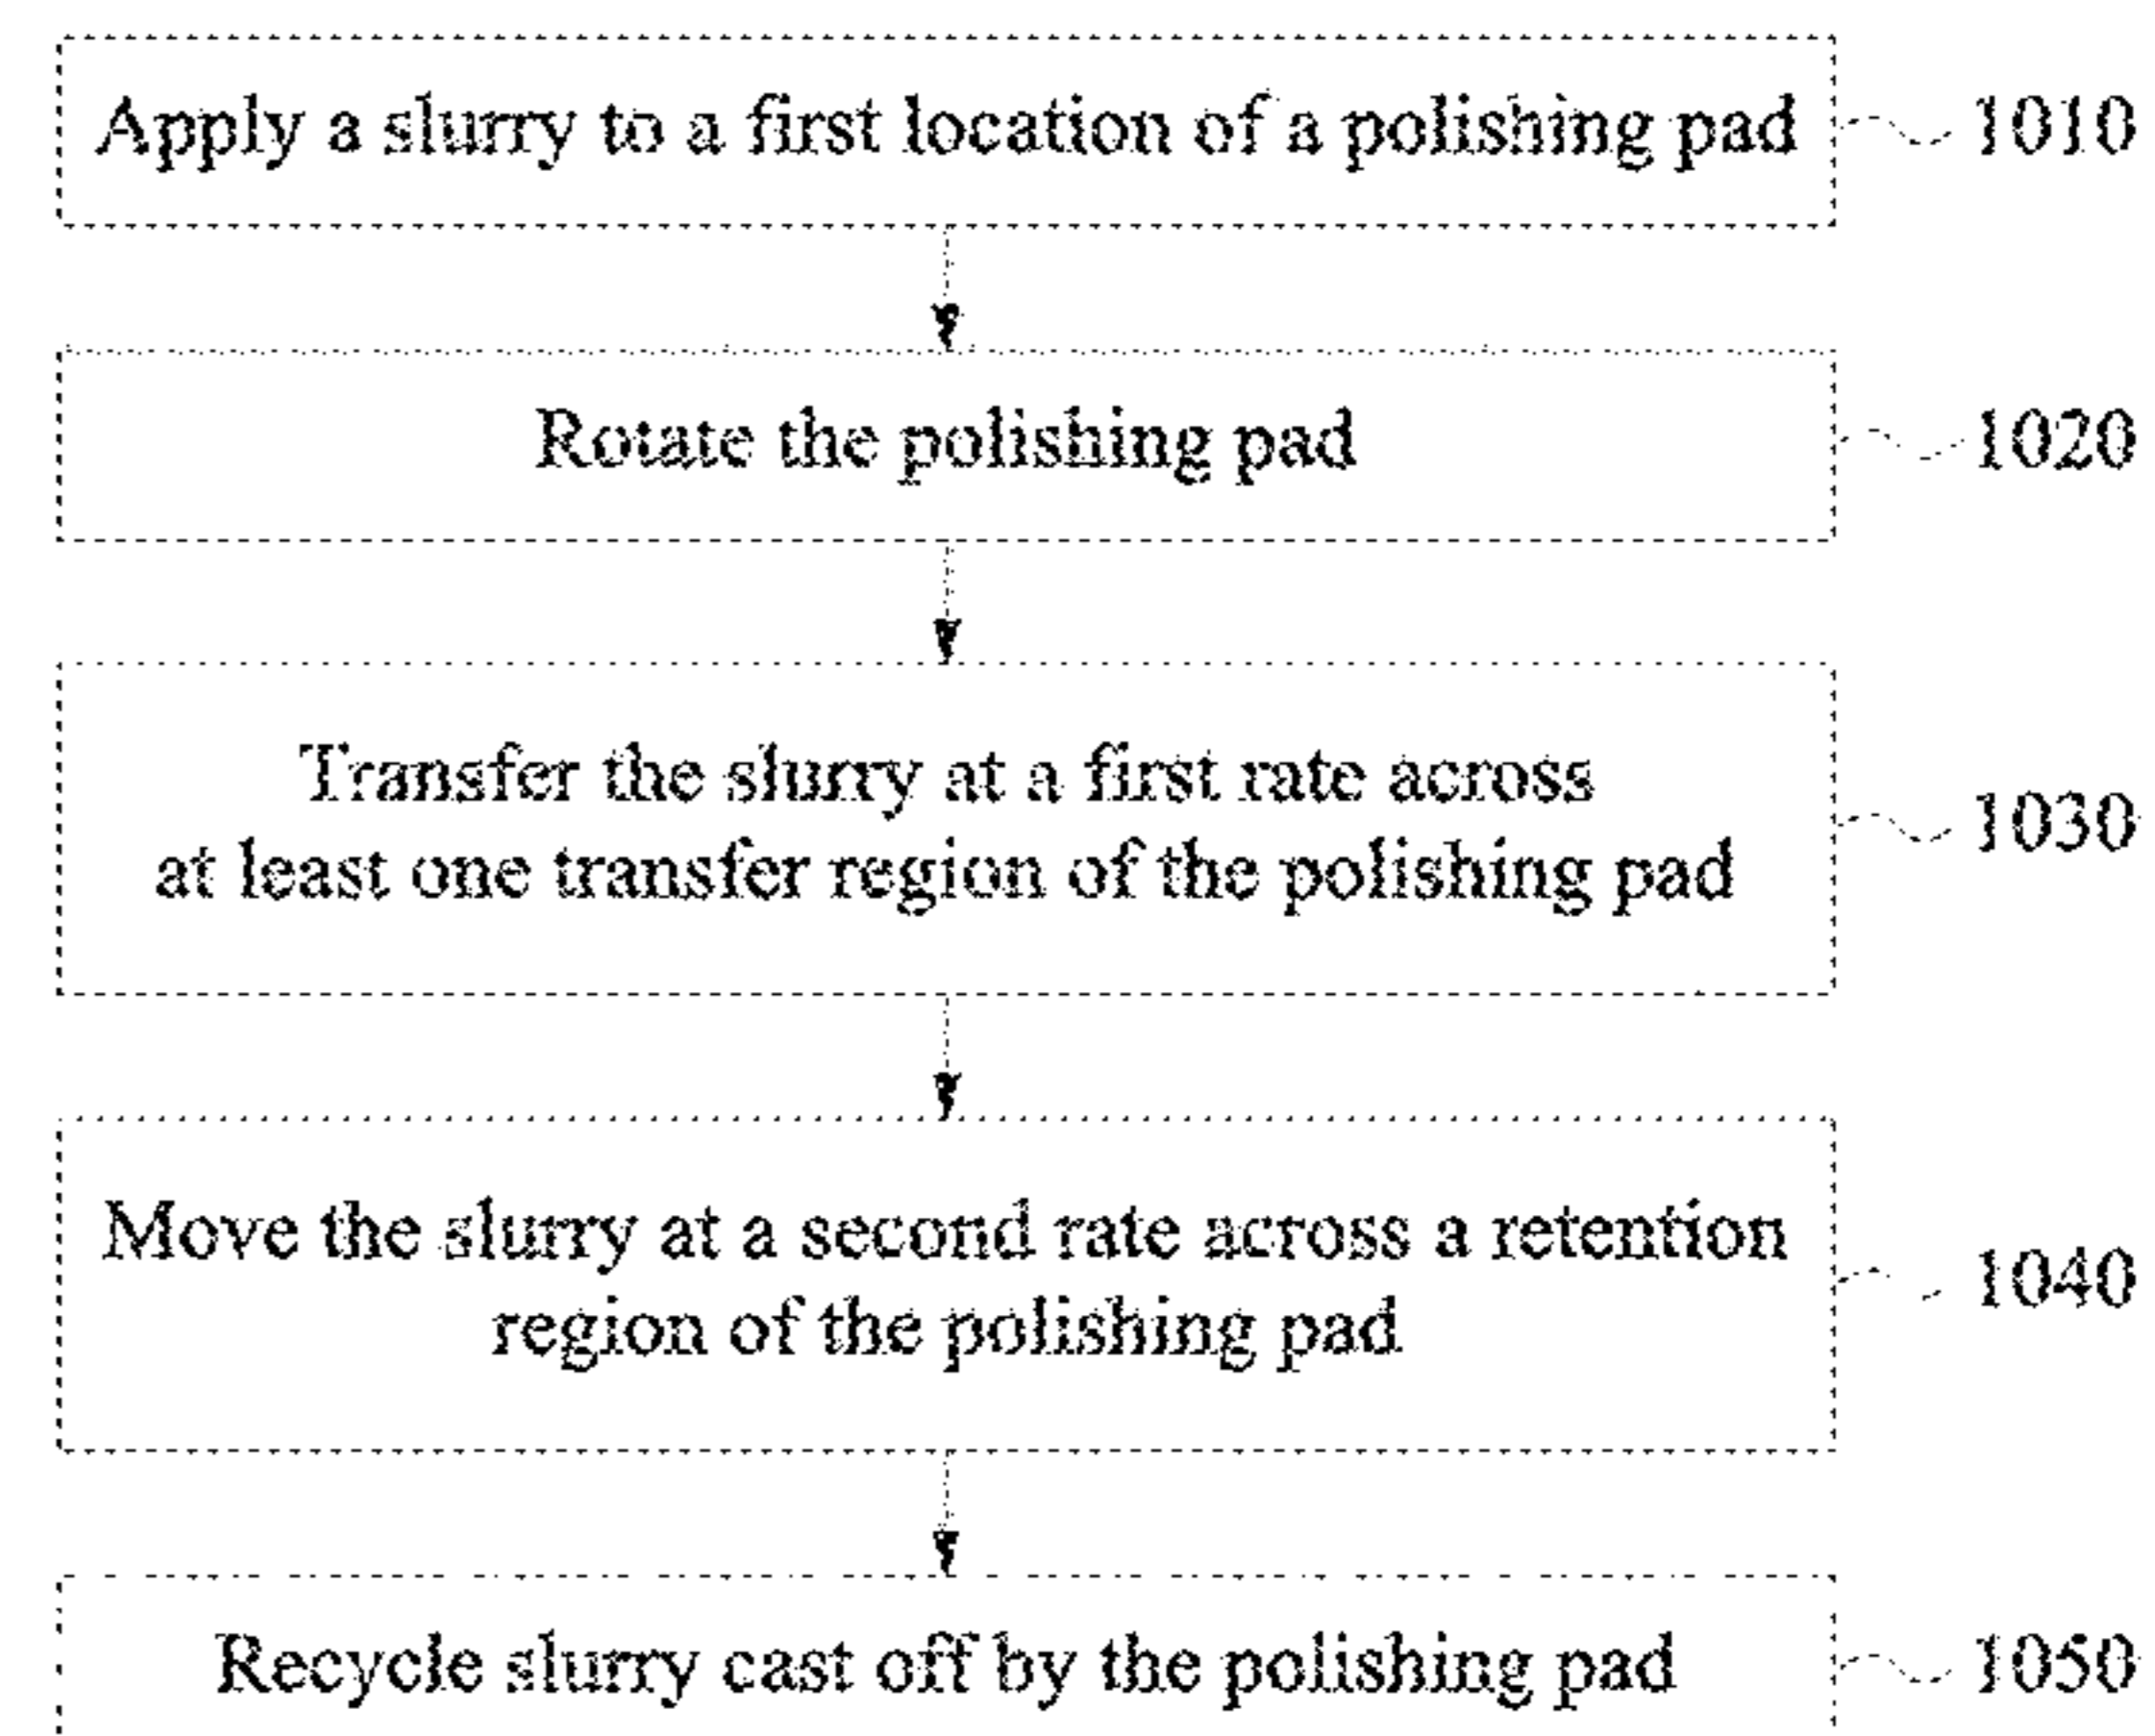 Apply a slurry to a first location of a polishing pad
1010
Rotate the polishing pad
1020
Transfer the slurry at a first rate across
at least one transfer region of the polishing pad
1030
Move the slurry at a second rate across a retention
region of the polishing pad
1040
Recycle slurry cast off by the polishing pad
1050